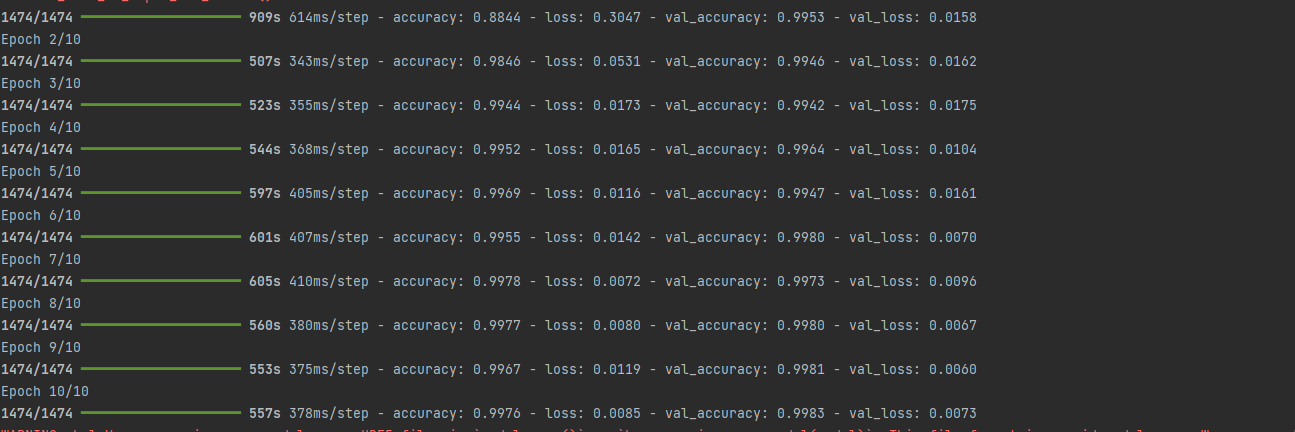 1474/1474 ━━━━━━━━━━━━━━━━━━━━ 909s 614ms/step - accuracy: 0.8844 - loss: 0.3047 - val_accuracy: 0.9953 - val_loss: 0.0158
Epoch 2/10
1474/1474 ━━━━━━━━━━━━━━━━━━━━ 507s 343ms/step - accuracy: 0.9846 - loss: 0.0531 - val_accuracy: 0.9946 - val_loss: 0.0162
Epoch 3/10
1474/1474 ━━━━━━━━━━━━━━━━━━━━ 523s 355ms/step - accuracy: 0.9944 - loss: 0.0173 - val_accuracy: 0.9942 - val_loss: 0.0175
Epoch 4/10
1474/1474 ━━━━━━━━━━━━━━━━━━━━ 544s 368ms/step - accuracy: 0.9952 - loss: 0.0165 - val_accuracy: 0.9964 - val_loss: 0.0104
Epoch 5/10
1474/1474 ━━━━━━━━━━━━━━━━━━━━ 597s 405ms/step - accuracy: 0.9969 - loss: 0.0116 - val_accuracy: 0.9947 - val_loss: 0.0161
Epoch 6/10
1474/1474 ━━━━━━━━━━━━━━━━━━━━ 601s 407ms/step - accuracy: 0.9955 - loss: 0.0142 - val_accuracy: 0.9980 - val_loss: 0.0070
Epoch 7/10
1474/1474 ━━━━━━━━━━━━━━━━━━━━ 605s 410ms/step - accuracy: 0.9978 - loss: 0.0072 - val_accuracy: 0.9973 - val_loss: 0.0096
Epoch 8/10
1474/1474 ━━━━━━━━━━━━━━━━━━━━ 560s 380ms/step - accuracy: 0.9977 - loss: 0.0080 - val_accuracy: 0.9980 - val_loss: 0.0067
Epoch 9/10
1474/1474 ━━━━━━━━━━━━━━━━━━━━ 553s 375ms/step - accuracy: 0.9967 - loss: 0.0119 - val_accuracy: 0.9981 - val_loss: 0.0060
Epoch 10/10
1474/1474 ━━━━━━━━━━━━━━━━━━━━ 557s 378ms/step - accuracy: 0.9976 - loss: 0.0085 - val_accuracy: 0.9983 - val_loss: 0.0073